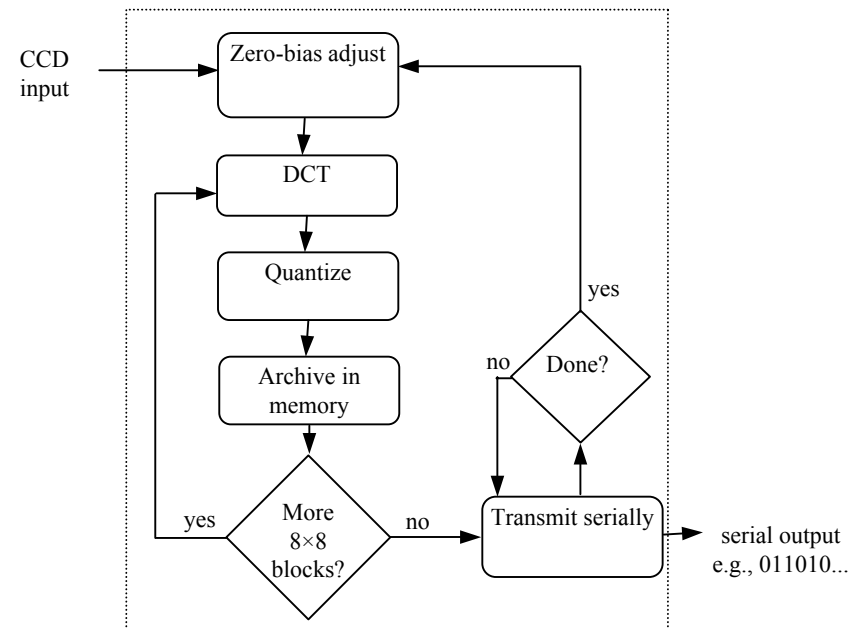 CCD
input
Zero-bias adjust
DCT
Quantize
Archive in
memory
More
8×8
blocks?
yes
no
Transmit serially
Done?
no
yes
serial output
e.g., 011010...